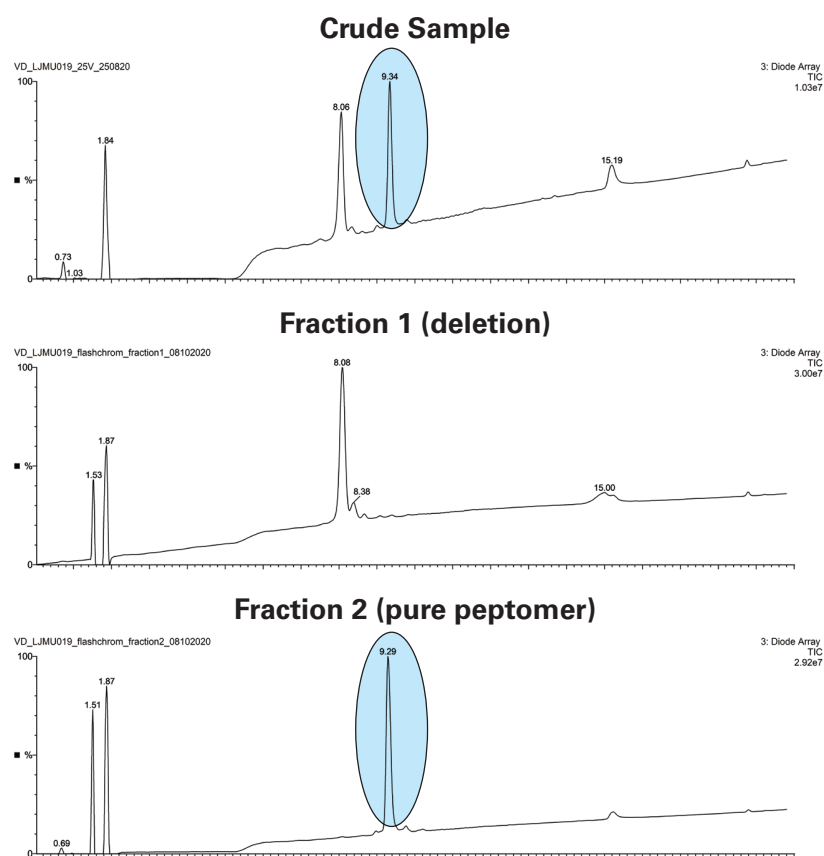 Crude Sample
VD_LJMU019_25V_250820
3: Diode Array
TIC
1.03e7
100
%
0
0.73
1.03
1.84
8.06
9.34
15.19
Fraction 1 (deletion)
VD_LJMU019_flashchrom_fraction1_08102020
3: Diode Array
TIC
3.00e7
100
%
0
1.53
1.87
8.08
8.38
15.00
Fraction 2 (pure peptomer)
VD_LJMU019_flashchrom_fraction2_08102020
3: Diode Array
TIC
2.92e7
100
%
0
0.69
1.51
1.87
9.29